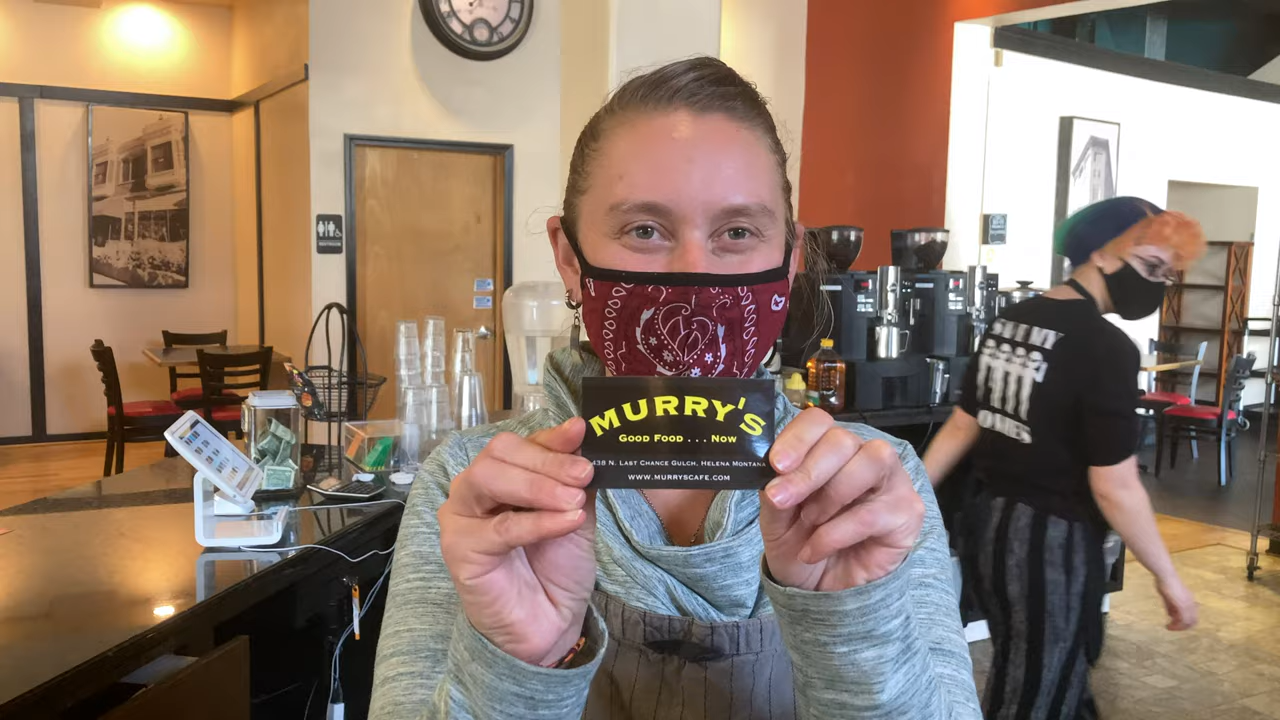 MURRY'S
Good Food . . . Now
438 N. Last Chance Gulch, Helena Montana
www.murryscafe.com